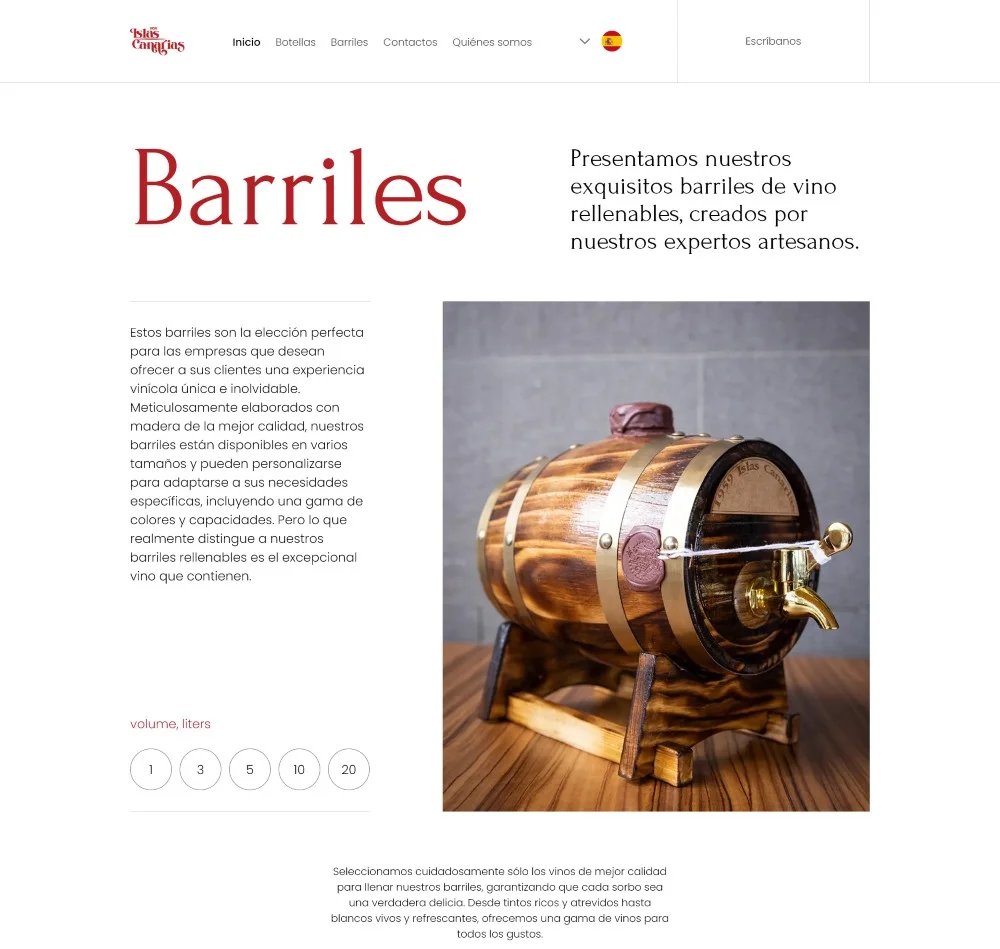 1959
Islas
Canarias
Inicio
Botellas
Barriles
Contactos
Quiénes somos
Escríbanos
Barriles
Presentamos nuestros
exquisitos barriles de vino
rellenables, creados por
nuestros expertos artesanos.
Estos barriles son la elección perfecta
para las empresas que desean
ofrecer a sus clientes una experiencia
vinícola única e inolvidable.
Meticulosamente elaborados con
madera de la mejor calidad, nuestros
barriles están disponibles en varios
tamaños y pueden personalizarse
para adaptarse a sus necesidades
específicas, incluyendo una gama de
colores y capacidades. Pero lo que
realmente distingue a nuestros
barriles rellenables es el excepcional
vino que contienen.
volume, liters
1
3
5
10
20
1959 Islas Canarias
Seleccionamos cuidadosamente sólo los vinos de mejor calidad
para llenar nuestros barriles, garantizando que cada sorbo sea
una verdadera delicia. Desde tintos ricos y atrevidos hasta
blancos vivos y refrescantes, ofrecemos una gama de vinos para
todos los gustos.